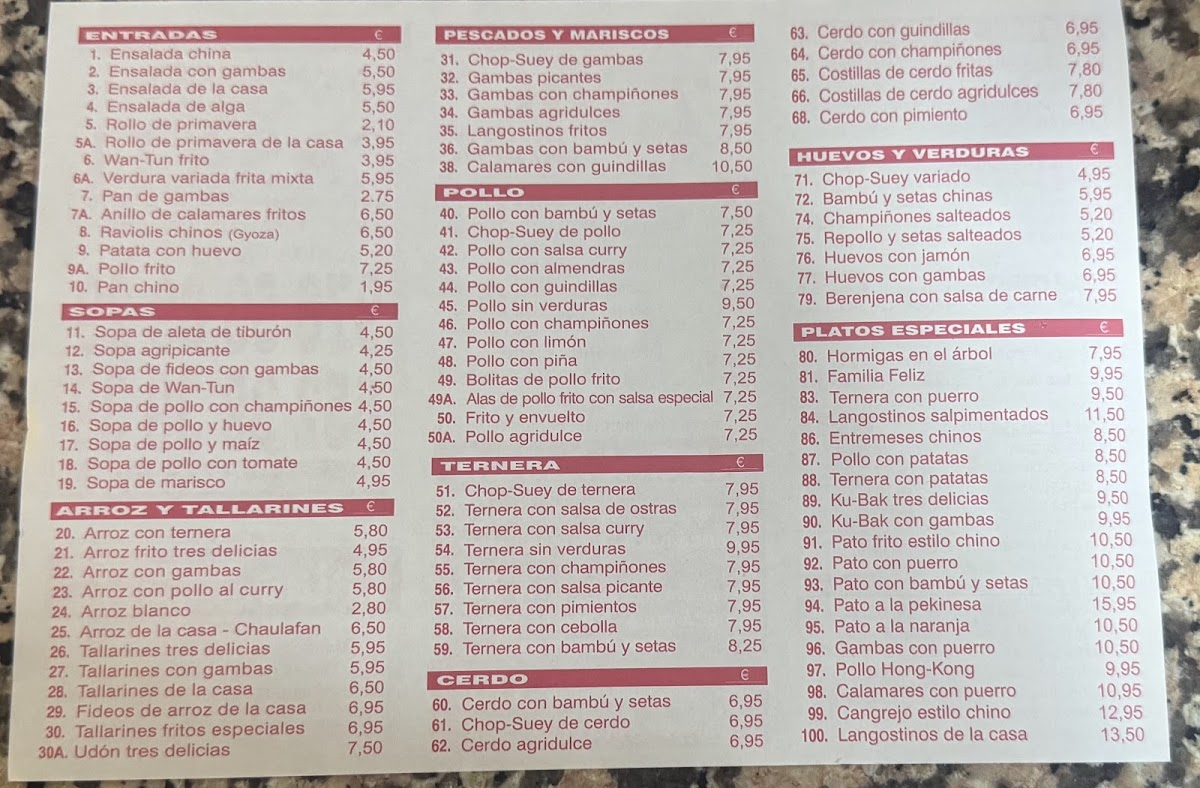 ENTRADAS €
1. Ensalada china 4,50
2. Ensalada con gambas 5,50
3. Ensalada de la casa 5,95
4. Ensalada de alga 5,50
5. Rollo de primavera 2,10
5A. Rollo de primavera de la casa 3,95
6. Wan-Tun frito 3,95
6A. Verdura variada frita mixta 5,95
7. Pan de gambas 2.75
7A. Anillo de calamares fritos 6,50
8. Raviolis chinos (Gyoza) 6,50
9. Patata con huevo 5,20
9A. Pollo frito 7,25
10. Pan chino 1,95
SOPAS €
11. Sopa de aleta de tiburón 4,50
12. Sopa agripicante 4,25
13. Sopa de fideos con gambas 4,50
14. Sopa de Wan-Tun 4,50
15. Sopa de pollo con champiñones 4,50
16. Sopa de pollo y huevo 4,50
17. Sopa de pollo y maíz 4,50
18. Sopa de pollo con tomate 4,50
19. Sopa de marisco 4,95
ARROZ Y TALLARINES €
20. Arroz con ternera 5,80
21. Arroz frito tres delicias 4,95
22. Arroz con gambas 5,80
23. Arroz con pollo al curry 5,80
24. Arroz blanco 2,80
25. Arroz de la casa - Chaulafan 6,50
26. Tallarines tres delicias 5,95
27. Tallarines con gambas 5,95
28. Tallarines de la casa 6,50
29. Fideos de arroz de la casa 6,95
30. Tallarines fritos especiales 6,95
30A. Udón tres delicias 7,50
PESCADOS Y MARISCOS €
31. Chop-Suey de gambas 7,95
32. Gambas picantes 7,95
33. Gambas con champiñones 7,95
34. Gambas agridulces 7,95
35. Langostinos fritos 7,95
36. Gambas con bambú y setas 8,50
38. Calamares con guindillas 10,50
POLLO €
40. Pollo con bambú y setas 7,50
41. Chop-Suey de pollo 7,25
42. Pollo con salsa curry 7,25
43. Pollo con almendras 7,25
44. Pollo con guindillas 7,25
45. Pollo sin verduras 9,50
46. Pollo con champiñones 7,25
47. Pollo con limón 7,25
48. Pollo con piña 7,25
49. Bolitas de pollo frito 7,25
49A. Alas de pollo frito con salsa especial 7,25
50. Frito y envuelto 7,25
50A. Pollo agridulce 7,25
TERNERA €
51. Chop-Suey de ternera 7,95
52. Ternera con salsa de ostras 7,95
53. Ternera con salsa curry 7,95
54. Ternera sin verduras 9,95
55. Ternera con champiñones 7,95
56. Ternera con salsa picante 7,95
57. Ternera con pimientos 7,95
58. Ternera con cebolla 7,95
59. Ternera con bambú y setas 8,25
CERDO €
60. Cerdo con bambú y setas 6,95
61. Chop-Suey de cerdo 6,95
62. Cerdo agridulce 6,95
63. Cerdo con guindillas 6,95
64. Cerdo con champiñones 6,95
65. Costillas de cerdo fritas 7,80
66. Costillas de cerdo agridulces 7,80
68. Cerdo con pimiento 6,95
HUEVOS Y VERDURAS €
71. Chop-Suey variado 4,95
72. Bambú y setas chinas 5,95
74. Champiñones salteados 5,20
75. Repollo y setas salteados 5,20
76. Huevos con jamón 6,95
77. Huevos con gambas 6,95
79. Berenjena con salsa de carne 7,95
PLATOS ESPECIALES €
80. Hormigas en el árbol 7,95
81. Familia Feliz 9,95
83. Ternera con puerro 9,50
84. Langostinos salpimentados 11,50
86. Entremeses chinos 8,50
87. Pollo con patatas 8,50
88. Ternera con patatas 8,50
89. Ku-Bak tres delicias 9,50
90. Ku-Bak con gambas 9,95
91. Pato frito estilo chino 10,50
92. Pato con puerro 10,50
93. Pato con bambú y setas 10,50
94. Pato a la pekinesa 15,95
95. Pato a la naranja 10,50
96. Gambas con puerro 10,50
97. Pollo Hong-Kong 9,95
98. Calamares con puerro 10,95
99. Cangrejo estilo chino 12,95
100. Langostinos de la casa 13,50